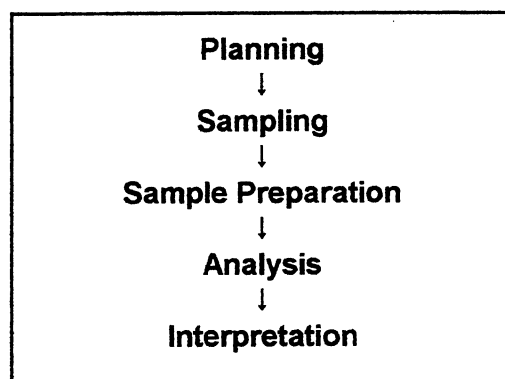 Planning
↓
Sampling
↓
Sample Preparation
↓
Analysis
↓
Interpretation